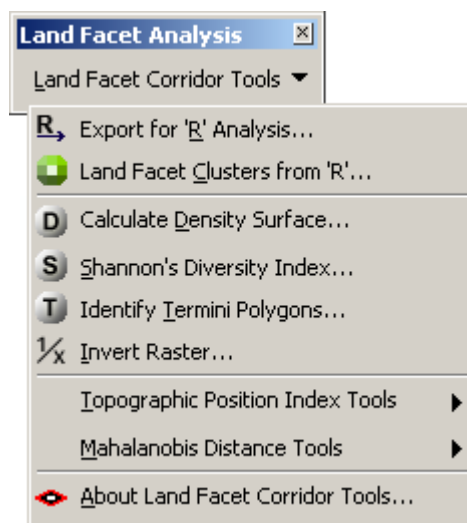 Land Facet Analysis
Land Facet Corridor Tools
R Export for 'R' Analysis...
Land Facet Clusters from 'R'...
D Calculate Density Surface...
S Shannon's Diversity Index...
T Identify Termini Polygons...
1/x Invert Raster...
Topographic Position Index Tools
Mahalanobis Distance Tools
About Land Facet Corridor Tools...